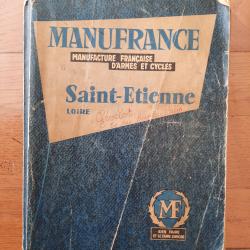 MANUFRANCE
MANUFACTURE FRANÇAISE
D'ARMES ET CYCLES
Saint-Etienne
LOIRE
MF